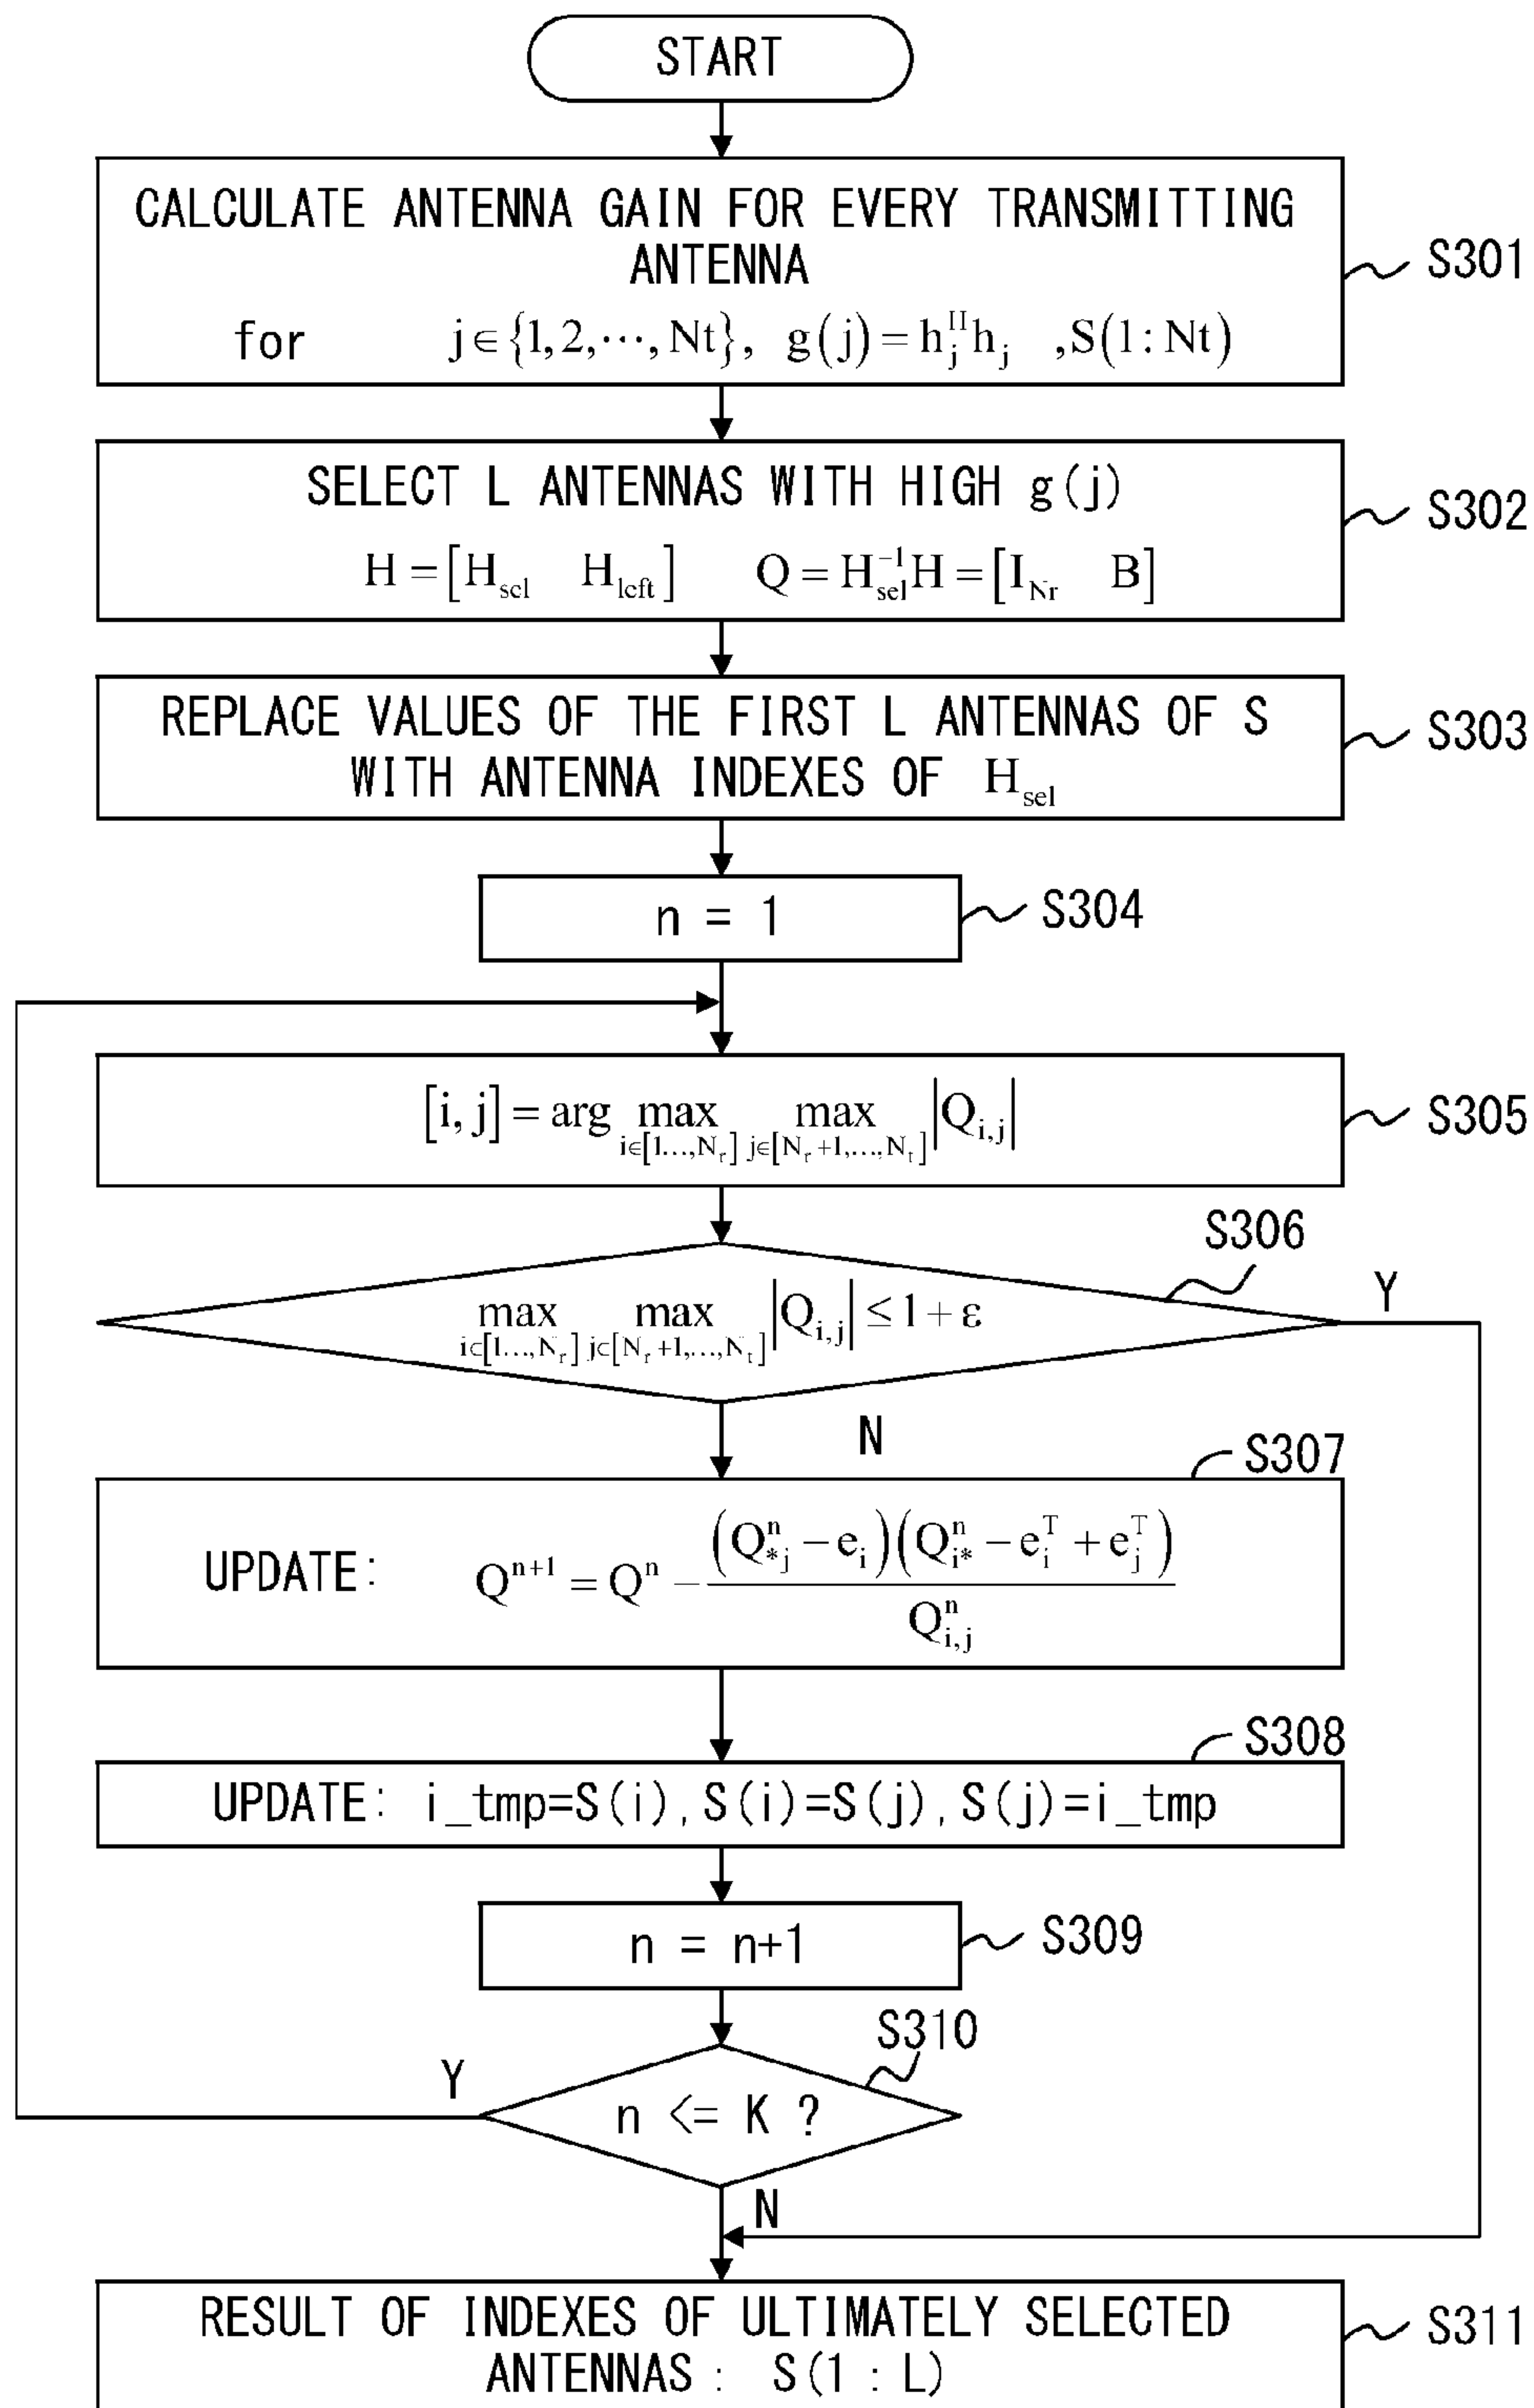 START
CALCULATE ANTENNA GAIN FOR EVERY TRANSMITTING
ANTENNA
for j∈{1,2,⋯,Nt}, g(j)=h_j^H h_j ,S(1:Nt)
S301
SELECT L ANTENNAS WITH HIGH g(j)
H=[H_sel H_left] Q=H_sel^-1 H=[I_Nr B]
S302
REPLACE VALUES OF THE FIRST L ANTENNAS OF S
WITH ANTENNA INDEXES OF H_sel
S303
n = 1
S304
[i,j]=arg max_{i∈[1…,N_r]} max_{j∈[N_r+1,…,N_t]} |Q_{i,j}|
S305
S306
max_{i∈[1…,N_r]} max_{j∈[N_r+1,…,N_t]} |Q_{i,j}| ≤ 1+ε
Y
N
S307
UPDATE: Q^{n+1} = Q^n − (Q_{*j}^n − e_i)(Q_{i*}^n − e_i^T + e_j^T) / Q_{i,j}^n
S308
UPDATE: i_tmp=S(i),S(i)=S(j),S(j)=i_tmp
n = n+1
S309
S310
Y
n <= K ?
N
RESULT OF INDEXES OF ULTIMATELY SELECTED
ANTENNAS : S(1 : L)
S311